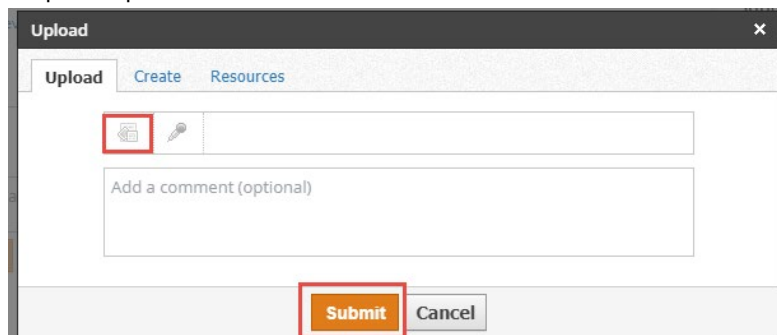 Upload ×
Upload Create Resources
Add a comment (optional)
Submit Cancel